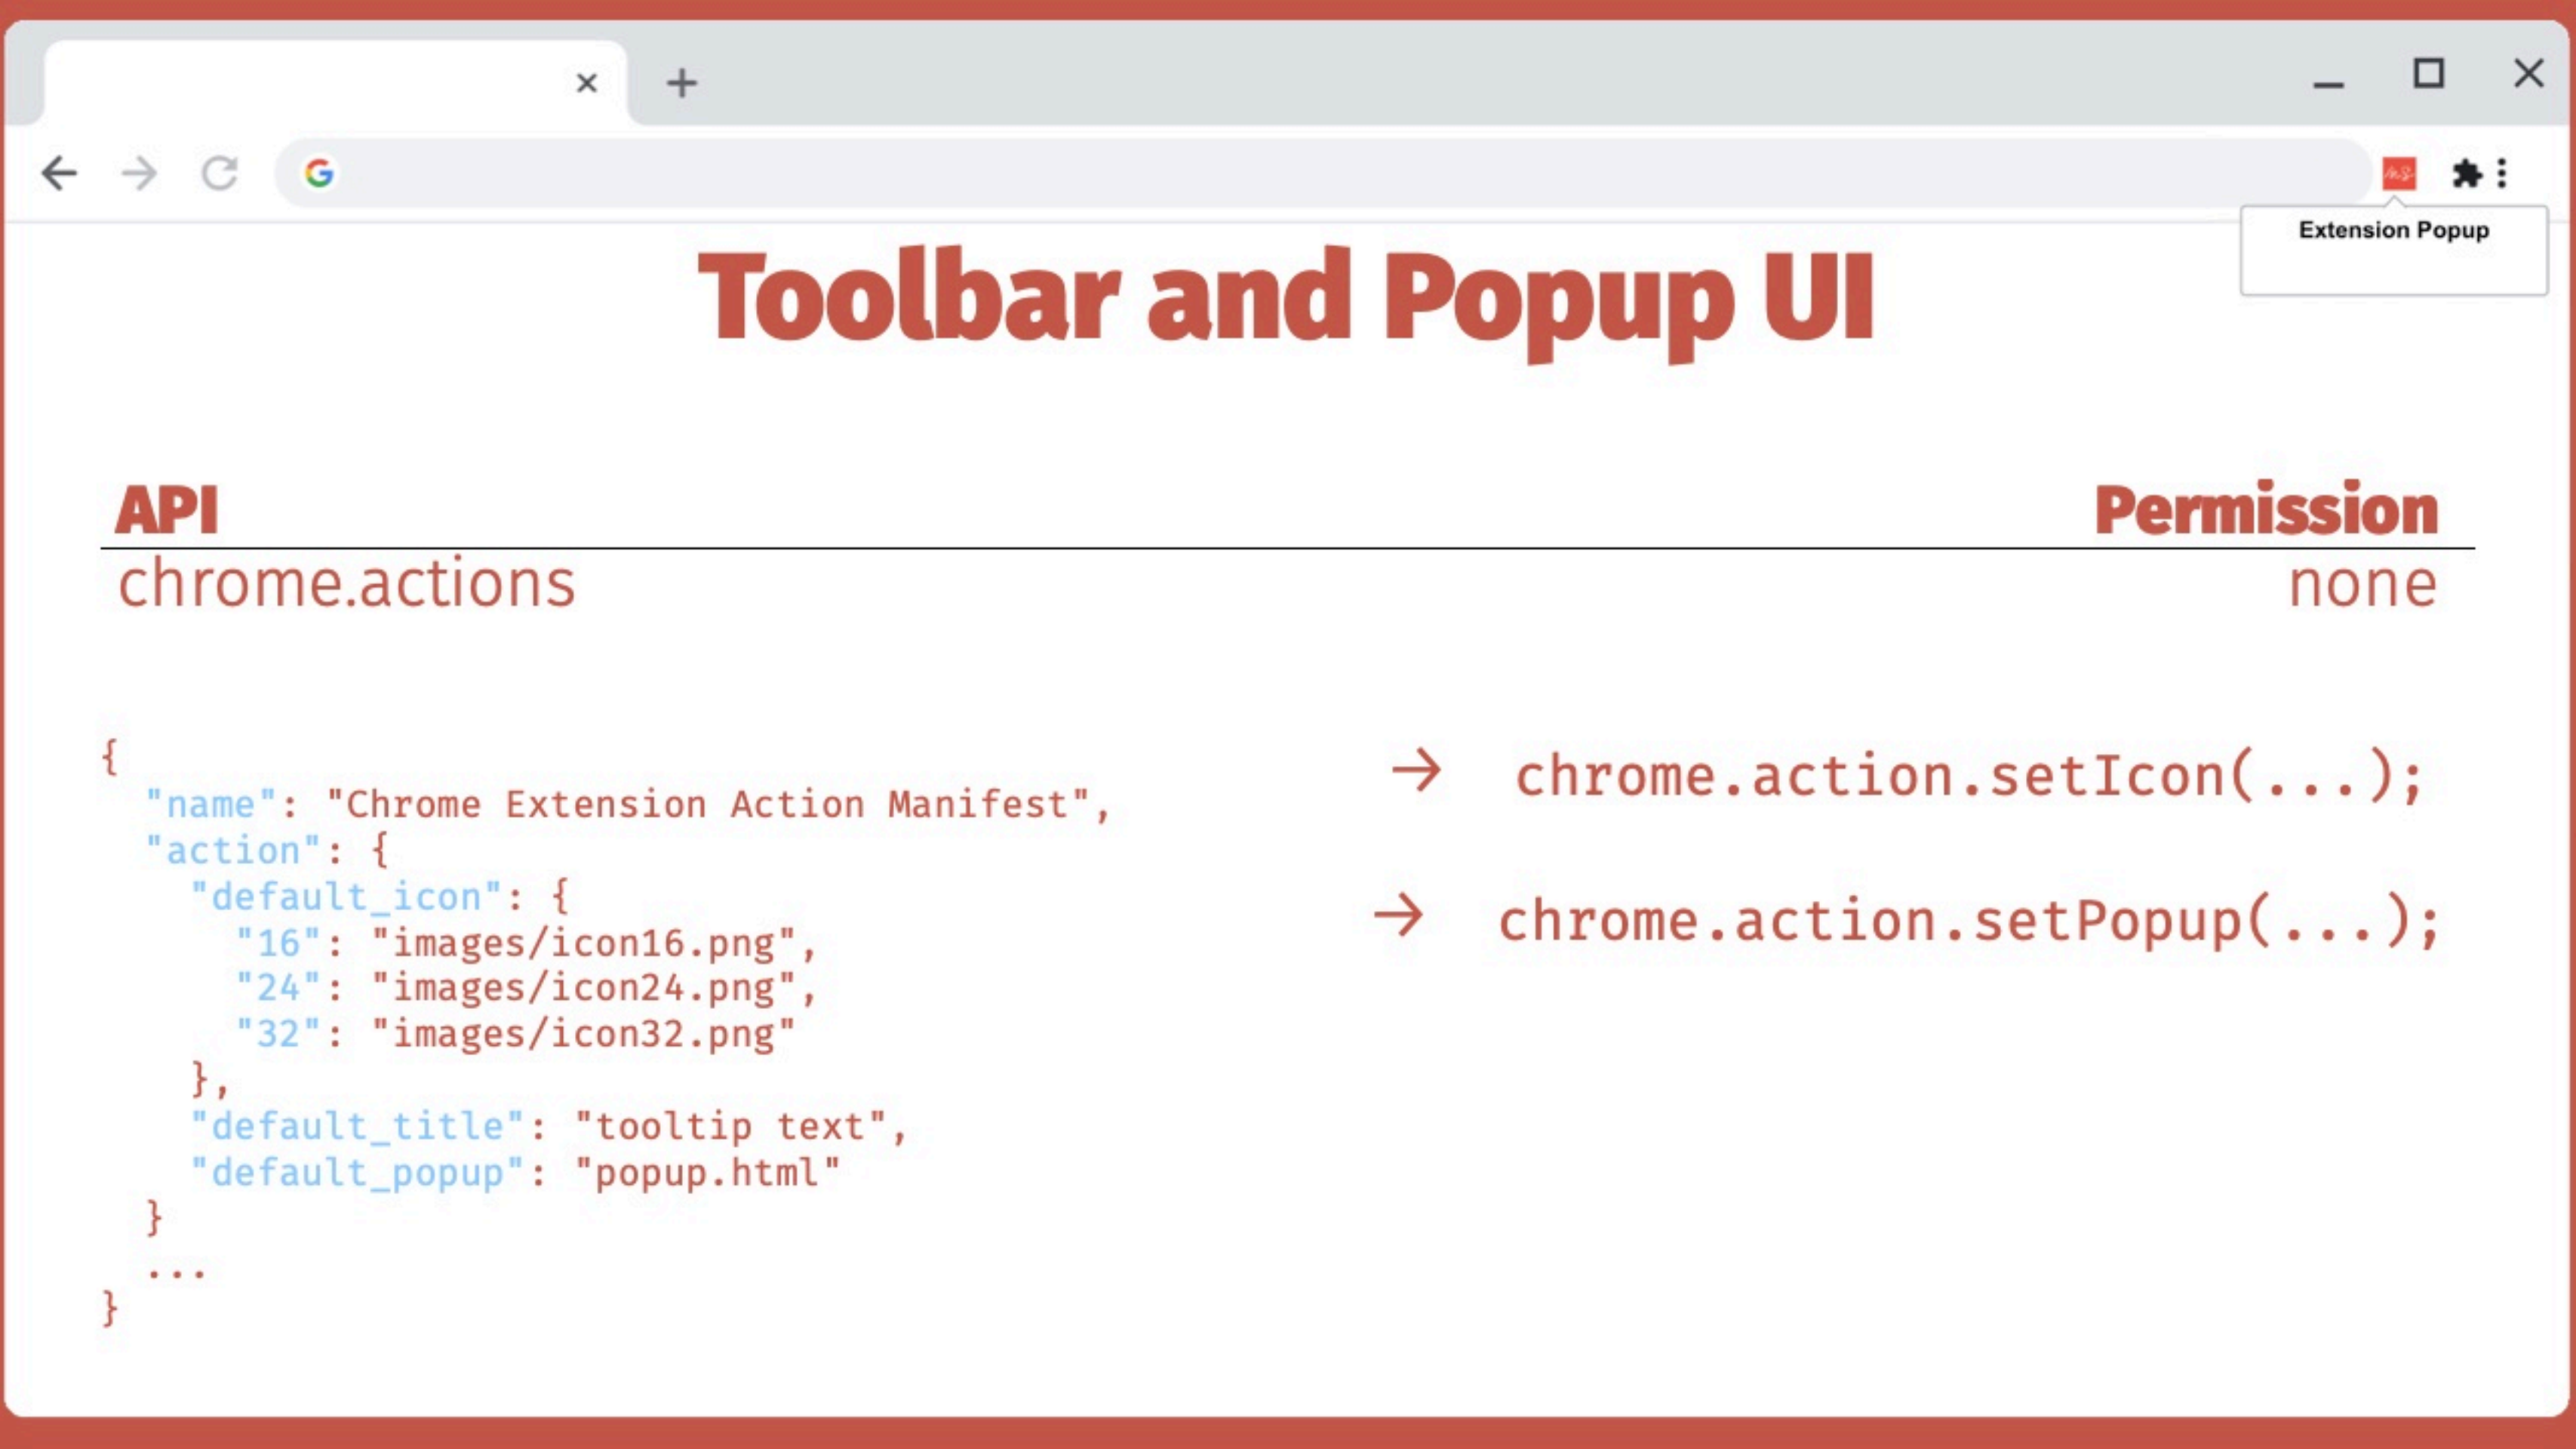 Extension Popup
Toolbar and Popup UI
API Permission
chrome.actions none
{
  "name": "Chrome Extension Action Manifest",
  "action": {
    "default_icon": {
      "16": "images/icon16.png",
      "24": "images/icon24.png",
      "32": "images/icon32.png"
    },
    "default_title": "tooltip text",
    "default_popup": "popup.html"
  }
  ...
}
→ chrome.action.setIcon(...);
→ chrome.action.setPopup(...);